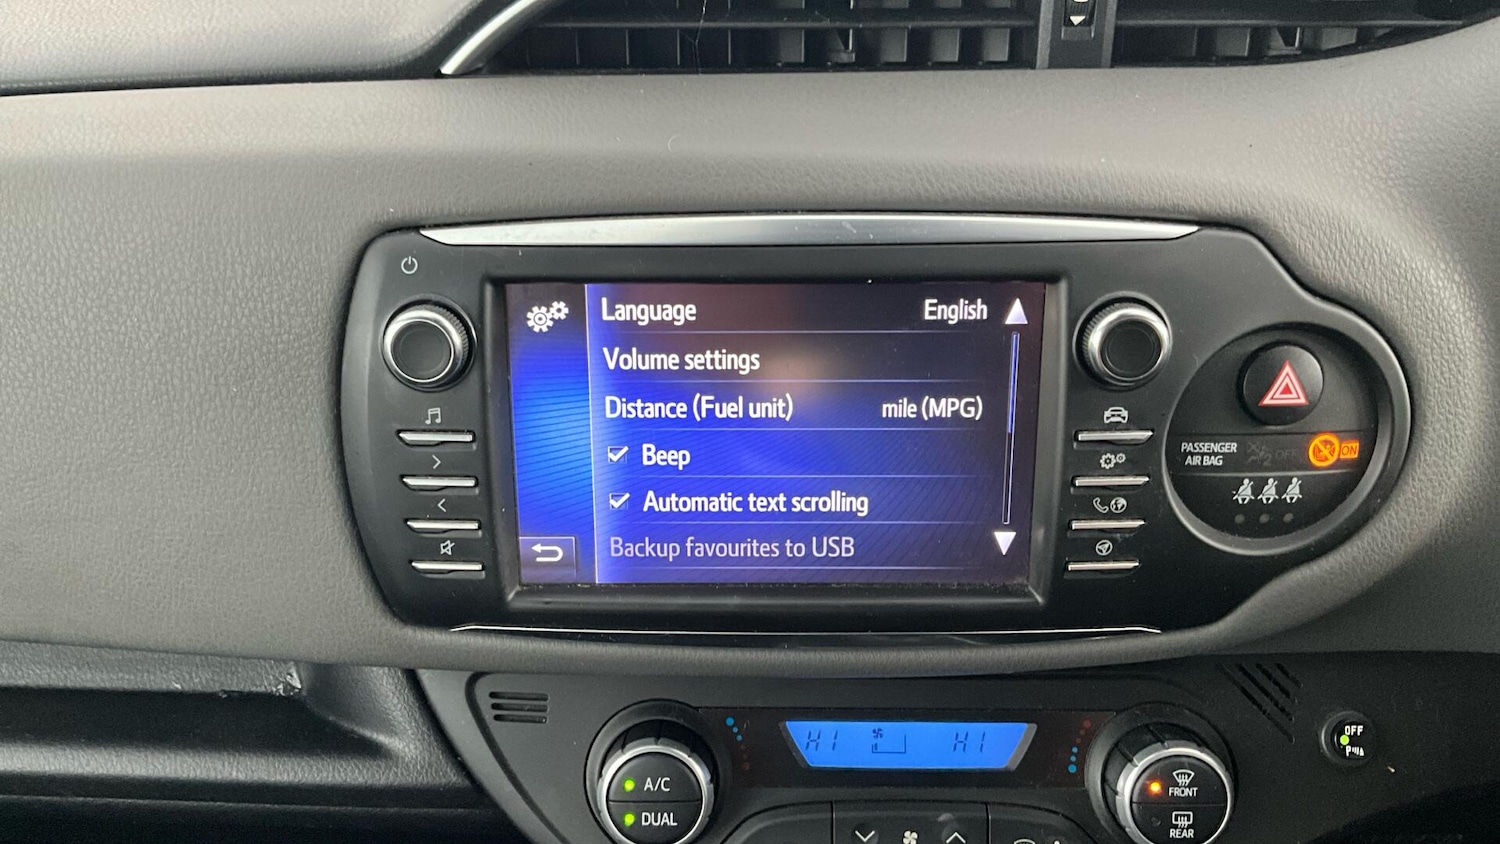 Language English
Volume settings
Distance (Fuel unit) mile (MPG)
Beep
Automatic text scrolling
Backup favourites to USB
PASSENGER
AIR BAG
2 OFF
ON
HI HI
A/C
DUAL
FRONT
REAR
OFF
P